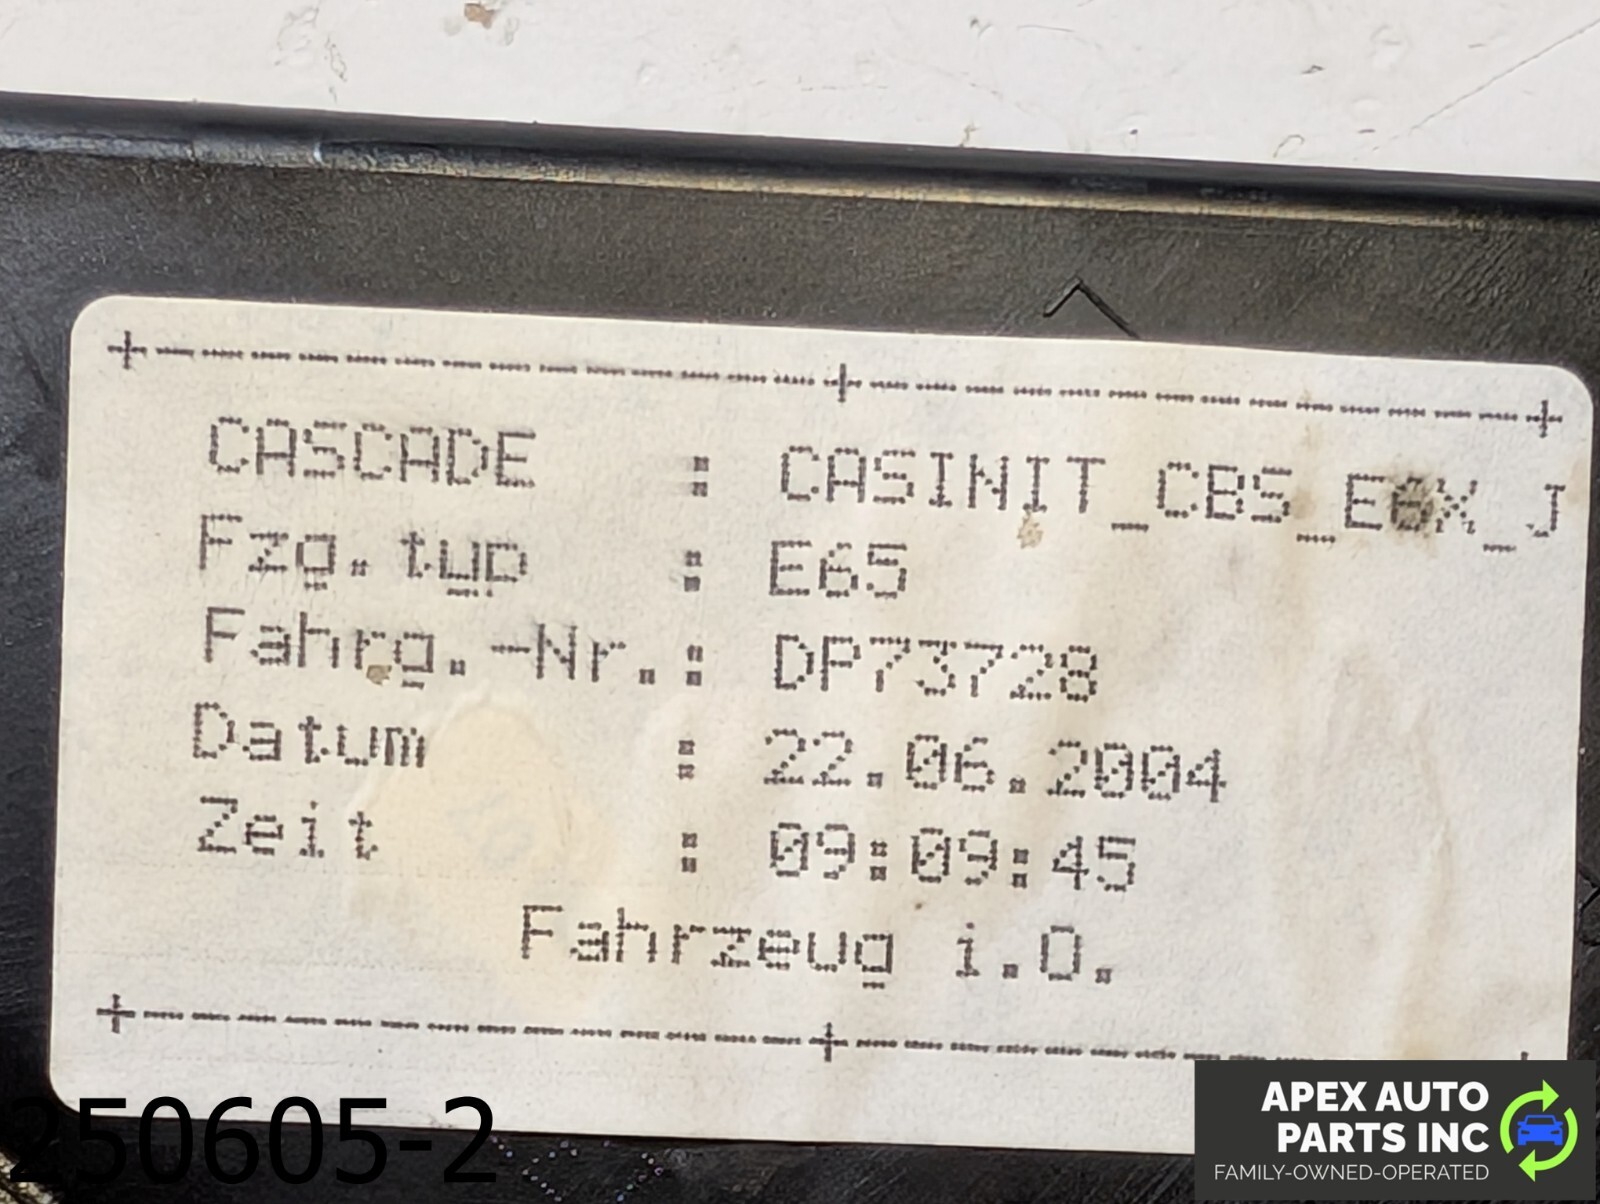 CASCADE : CASINIT_CBS_E6X_J
Fzg.typ : E65
Fahrg.-Nr.: DP73728
Datum : 22.06.2004
Zeit : 09:09:45
Fahrzeug i.O.
250605-2
APEX AUTO
PARTS INC
FAMILY-OWNED-OPERATED